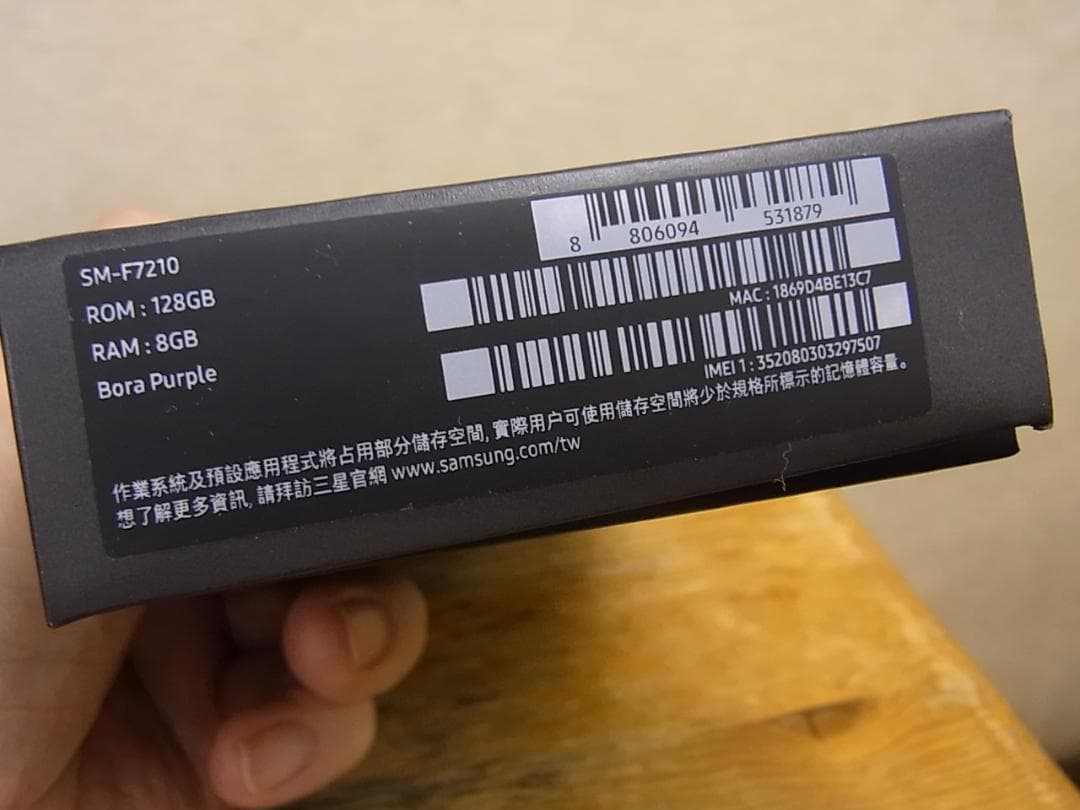 SM-F7210
ROM : 128GB
RAM : 8GB
Bora Purple
8 806094 531879
MAC : 1869D4BE13C7
IMEI 1 : 352080303297507
作業系統及預設應用程式將占用部分儲存空間, 實際用户可使用儲存空間將少於規格所標示的記憶體容量。
想了解更多資訊, 請拜訪三星官網 www.samsung.com/tw